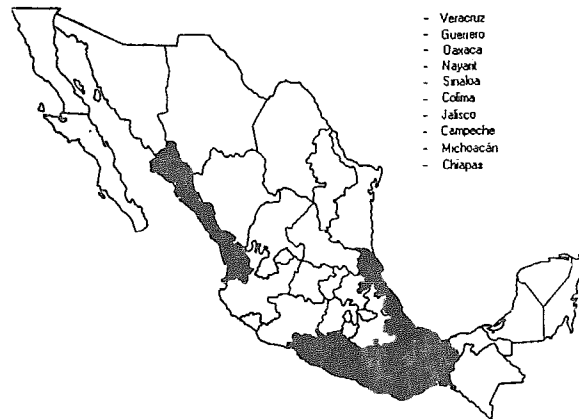 - Veracruz
- Guerrero
- Oaxaca
- Nayarit
- Sinaloa
- Colima
- Jalisco
- Campeche
- Michoacán
- Chiapas